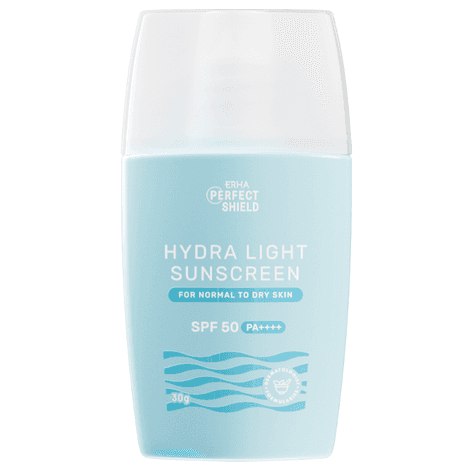 ERHA
PERFECT
SHIELD
HYDRA LIGHT
SUNSCREEN
FOR NORMAL TO DRY SKIN
SPF 50 PA++++
30g